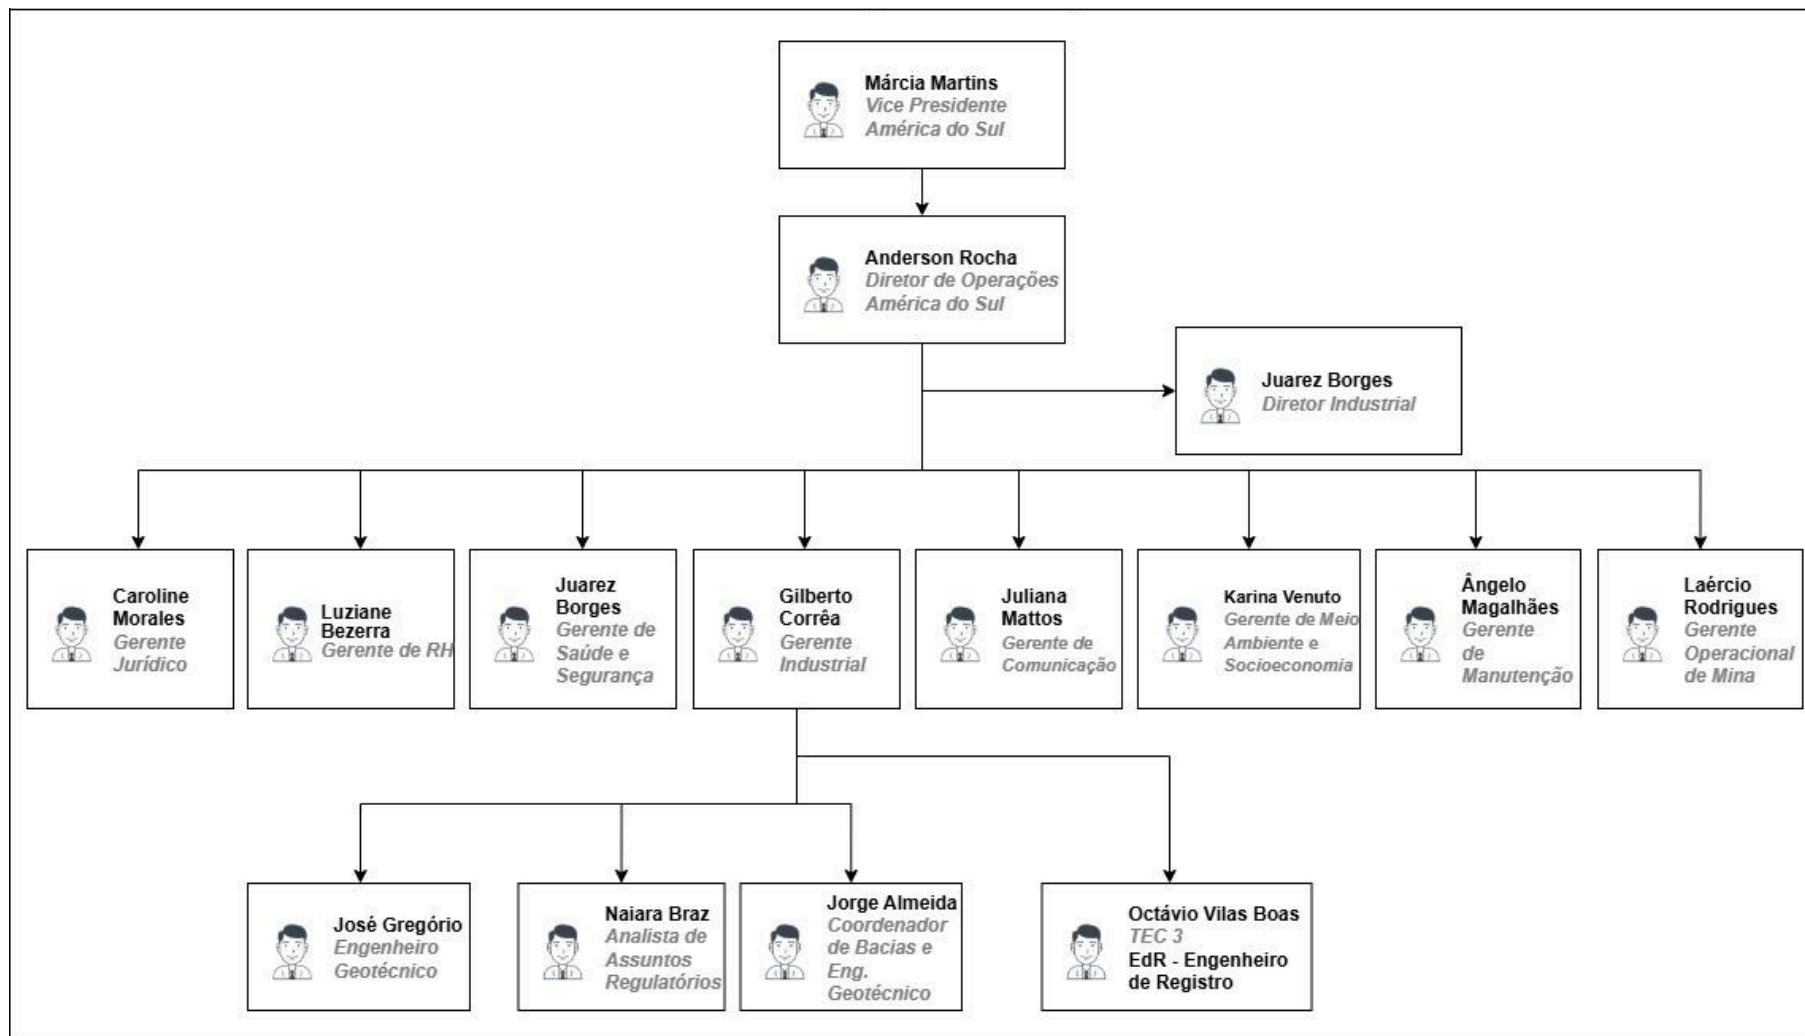 Márcia Martins
Vice Presidente
América do Sul
Anderson Rocha
Diretor de Operações
América do Sul
Juarez Borges
Diretor Industrial
Caroline
Morales
Gerente
Jurídico
Luziane
Bezerra
Gerente de RH
Juarez
Borges
Gerente de
Saúde e
Segurança
Gilberto
Corrêa
Gerente
Industrial
Juliana
Mattos
Gerente de
Comunicação
Karina Venuto
Gerente de Meio
Ambiente e
Socioeconomia
Ângelo
Magalhães
Gerente
de
Manutenção
Laércio
Rodrigues
Gerente
Operacional
de Mina
José Gregório
Engenheiro
Geotécnico
Naiara Braz
Analista de
Assuntos
Regulatórios
Jorge Almeida
Coordenador
de Bacias e
Eng.
Geotécnico
Octávio Vilas Boas
TEC 3
EdR - Engenheiro
de Registro